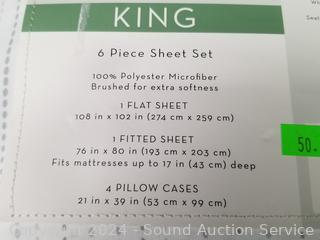 KING
6 Piece Sheet Set
100% Polyester Microfiber
Brushed for extra softness
1 FLAT SHEET
108 in x 102 in (274 cm x 259 cm)
1 FITTED SHEET
76 in x 80 in (193 cm x 203 cm)
Fits mattresses up to 17 in (43 cm) deep
4 PILLOW CASES
21 in x 39 in (53 cm x 99 cm)
50.
Copyright 2024 - Sound Auction Service